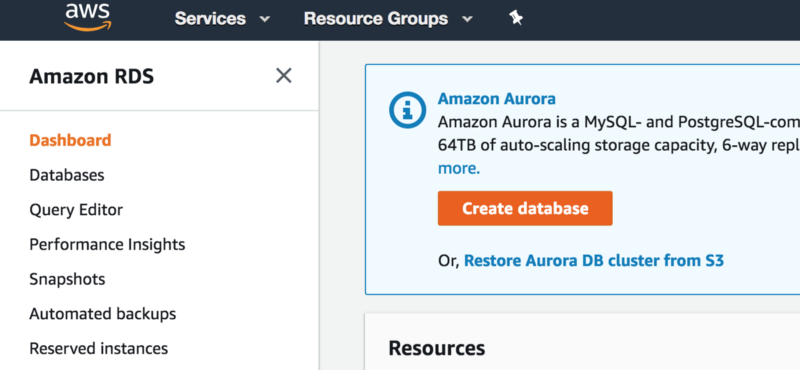 aws
Services
Resource Groups
Amazon RDS
Dashboard
Databases
Query Editor
Performance Insights
Snapshots
Automated backups
Reserved instances
Amazon Aurora
Amazon Aurora is a MySQL- and PostgreSQL-com
64TB of auto-scaling storage capacity, 6-way repl
more.
Create database
Or, Restore Aurora DB cluster from S3
Resources